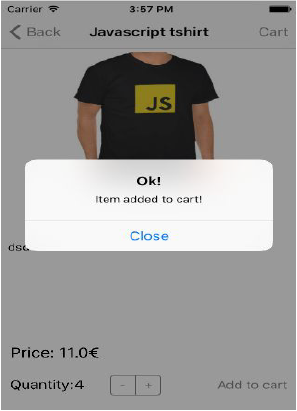 Carrier 3:57 PM
Back Javascript tshirt Cart
JS
Ok!
Item added to cart!
Close
Price: 11.0€
Quantity:4 - + Add to cart